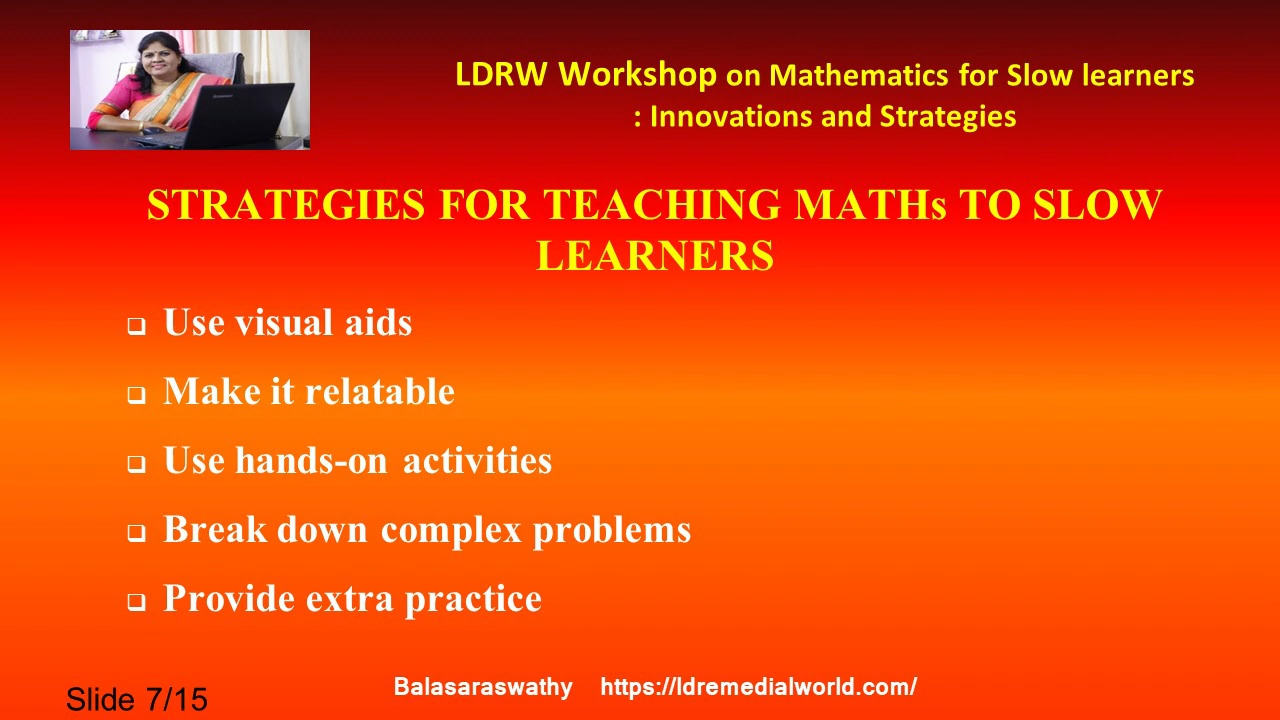 LDRW Workshop on Mathematics for Slow learners
: Innovations and Strategies
STRATEGIES FOR TEACHING MATHs TO SLOW
LEARNERS
Use visual aids
Make it relatable
Use hands-on activities
Break down complex problems
Provide extra practice
Slide 7/15
Balasaraswathy https://ldremedialworld.com/